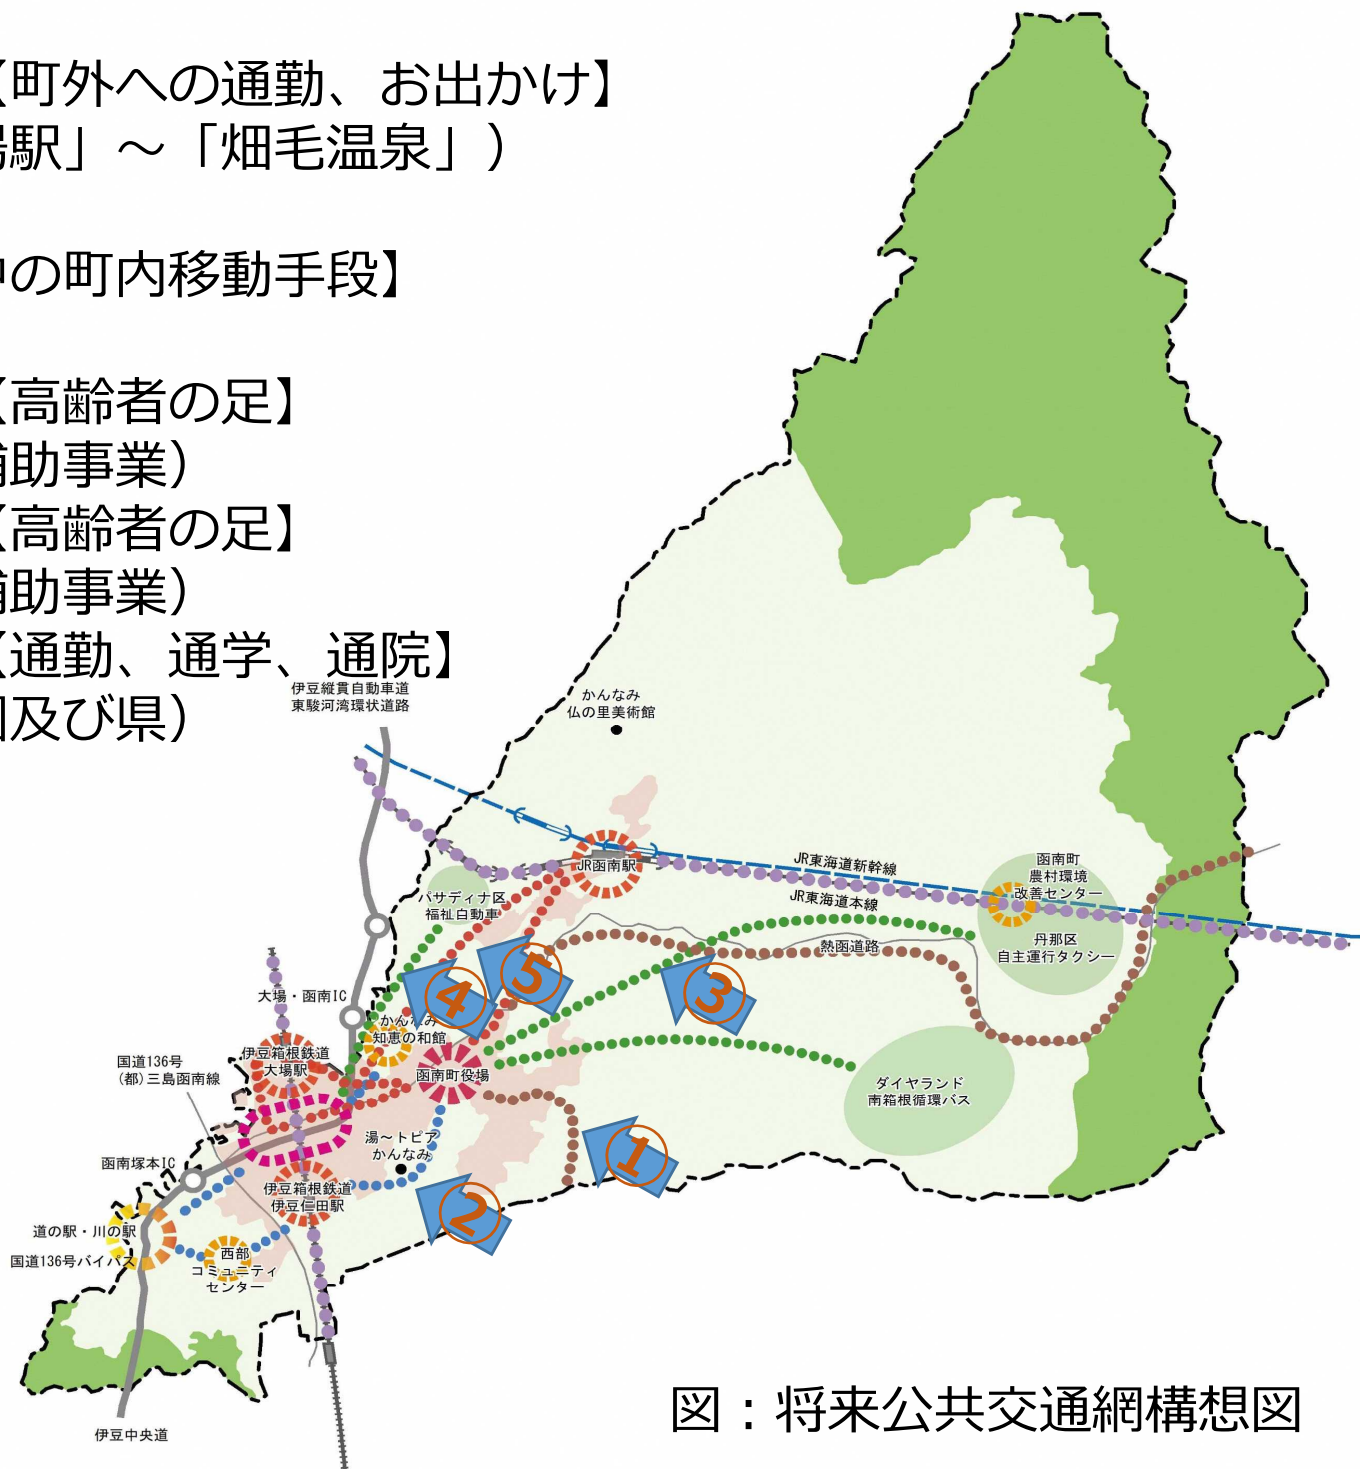 【町外への通勤、お出かけ】
場駅」～「畑毛温泉」）
中の町内移動手段】
【高齢者の足】
補助事業）
【高齢者の足】
補助事業）
【通勤、通学、通院】
国及び県）
伊豆縦貫自動車道
東駿河湾環状道路
かんなみ
仏の里美術館
JR函南駅
JR東海道新幹線
JR東海道本線
函南町
農村環境
改善センター
パサディナ区
福祉自動車
熱函道路
丹那区
自主運行タクシー
⑤
④
③
大場・函南IC
かんなみ
知恵の和館
伊豆箱根鉄道
大場駅
国道136号
(都)三島函南線
函南町役場
ダイヤランド
南箱根循環バス
湯～トピア
かんなみ
①
函南塚本IC
伊豆箱根鉄道
伊豆仁田駅
②
道の駅・川の駅
国道136号バイパス
西部
コミュニティ
センター
伊豆中央道
図：将来公共交通網構想図